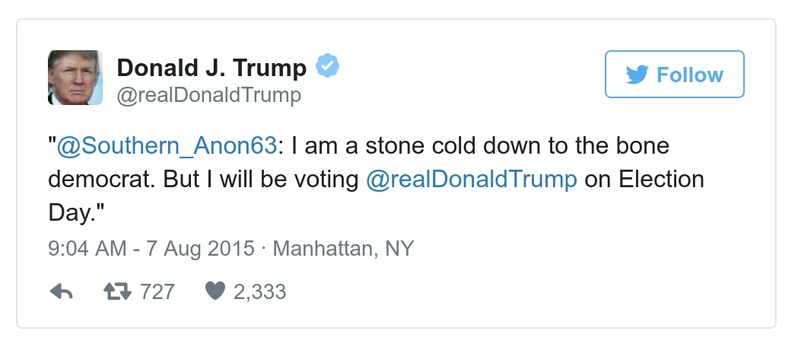 Donald J. Trump
@realDonaldTrump
Follow
"@Southern_Anon63: I am a stone cold down to the bone
democrat. But I will be voting @realDonaldTrump on Election
Day."
9:04 AM - 7 Aug 2015 · Manhattan, NY
727 2,333